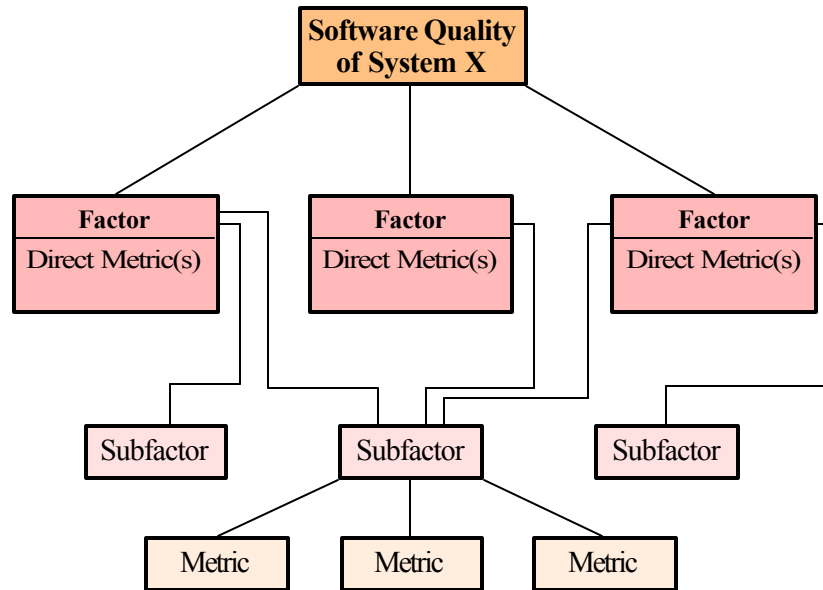 Software Quality
of System X
Factor
Direct Metric(s)
Factor
Direct Metric(s)
Factor
Direct Metric(s)
Subfactor
Subfactor
Subfactor
Metric
Metric
Metric